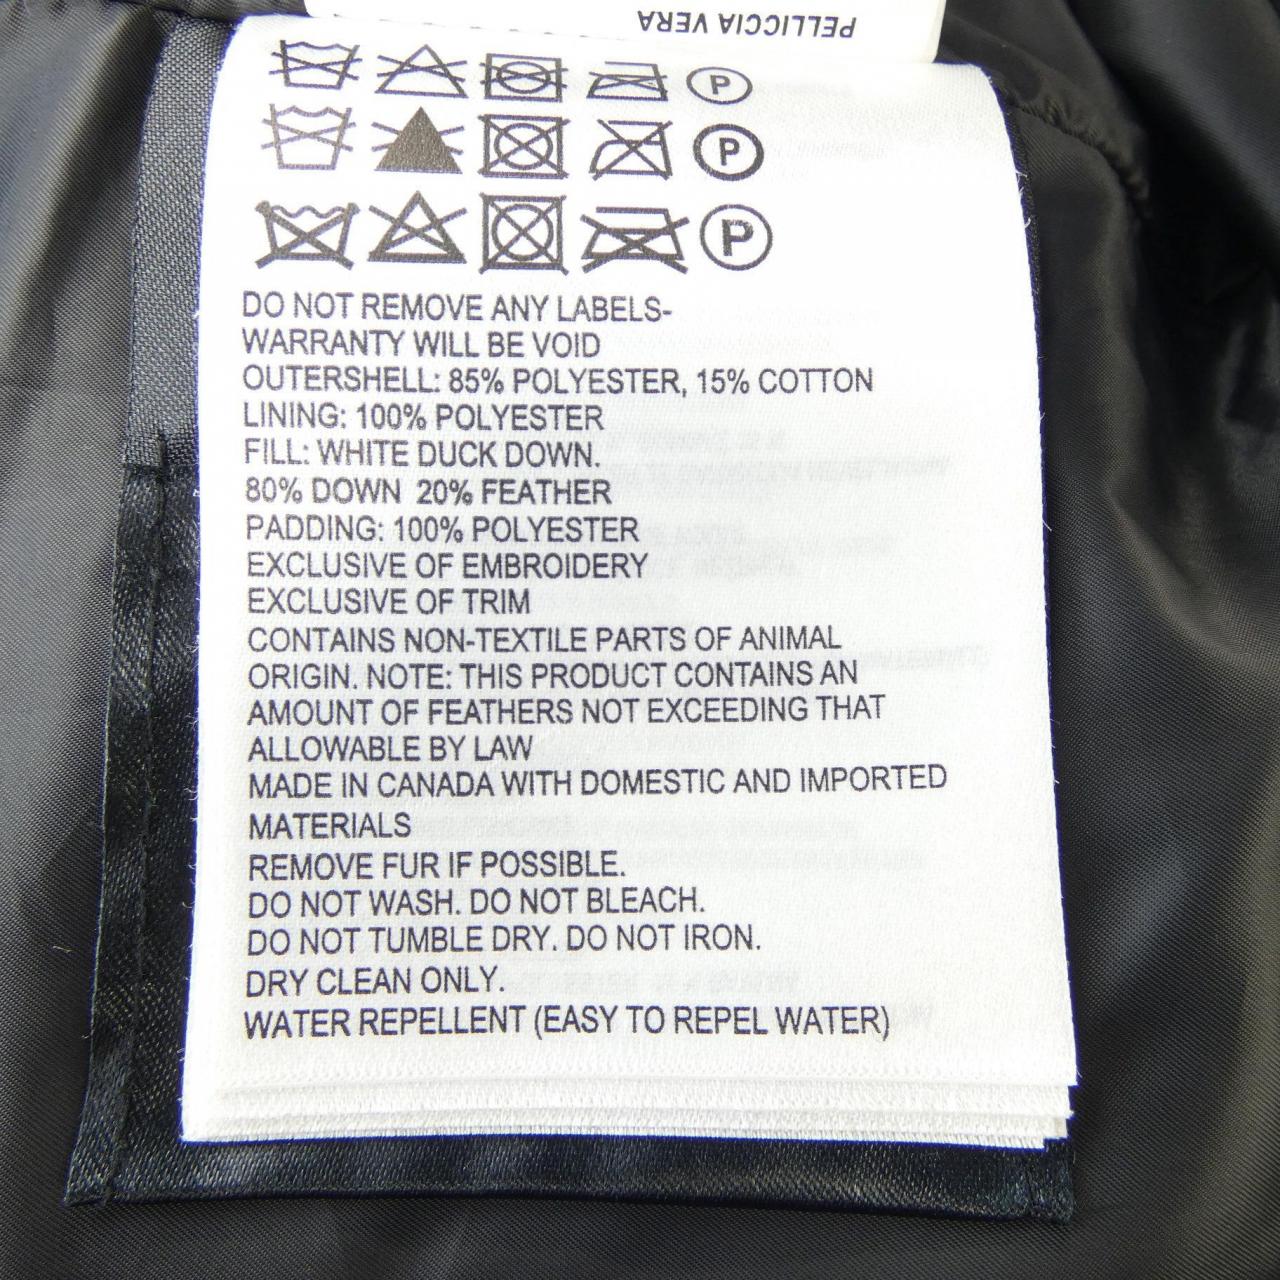 PELLICCIA VERA
P
P
P
DO NOT REMOVE ANY LABELS-
WARRANTY WILL BE VOID
OUTERSHELL: 85% POLYESTER, 15% COTTON
LINING: 100% POLYESTER
FILL: WHITE DUCK DOWN.
80% DOWN 20% FEATHER
PADDING: 100% POLYESTER
EXCLUSIVE OF EMBROIDERY
EXCLUSIVE OF TRIM
CONTAINS NON-TEXTILE PARTS OF ANIMAL
ORIGIN. NOTE: THIS PRODUCT CONTAINS AN
AMOUNT OF FEATHERS NOT EXCEEDING THAT
ALLOWABLE BY LAW
MADE IN CANADA WITH DOMESTIC AND IMPORTED
MATERIALS
REMOVE FUR IF POSSIBLE.
DO NOT WASH. DO NOT BLEACH.
DO NOT TUMBLE DRY. DO NOT IRON.
DRY CLEAN ONLY.
WATER REPELLENT (EASY TO REPEL WATER)